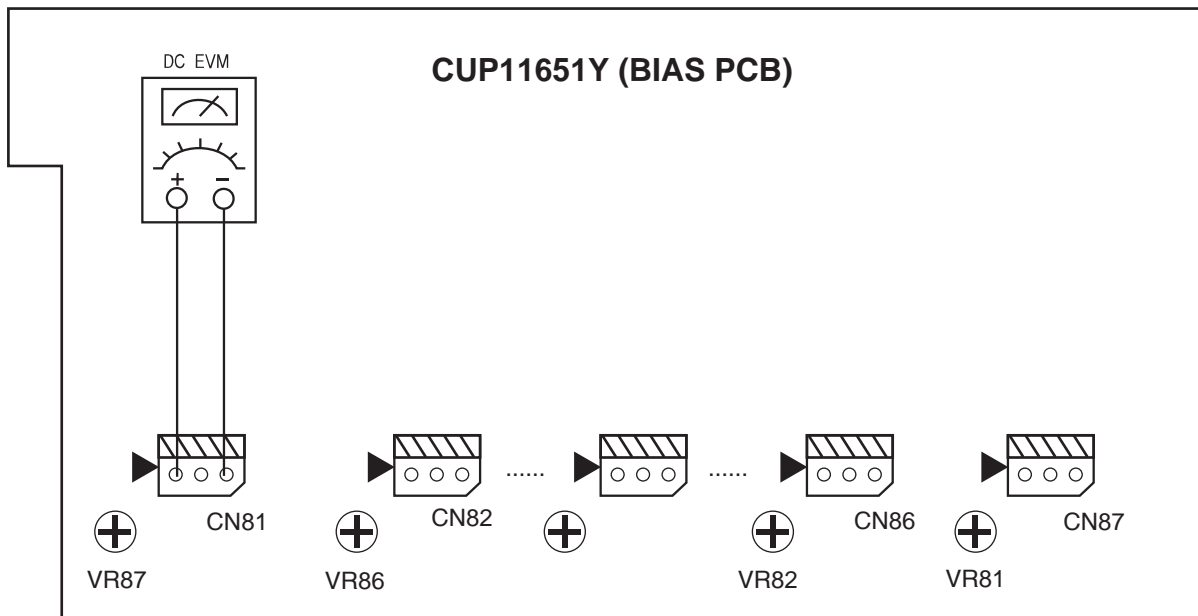 CUP11651Y (BIAS PCB)
DC EVM
+ −
...... ......
CN81 CN82 CN86 CN87
VR87 VR86 VR82 VR81